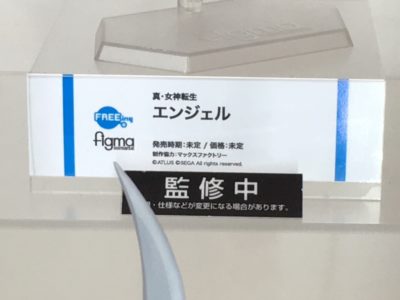 真・女神転生
エンジェル
FREEing
figma
発売時期：未定 / 価格：未定
制作協力：マックスファクトリー
©ATLUS ©SEGA All rights reserved.
監修中
・仕様などが変更になる場合があります。